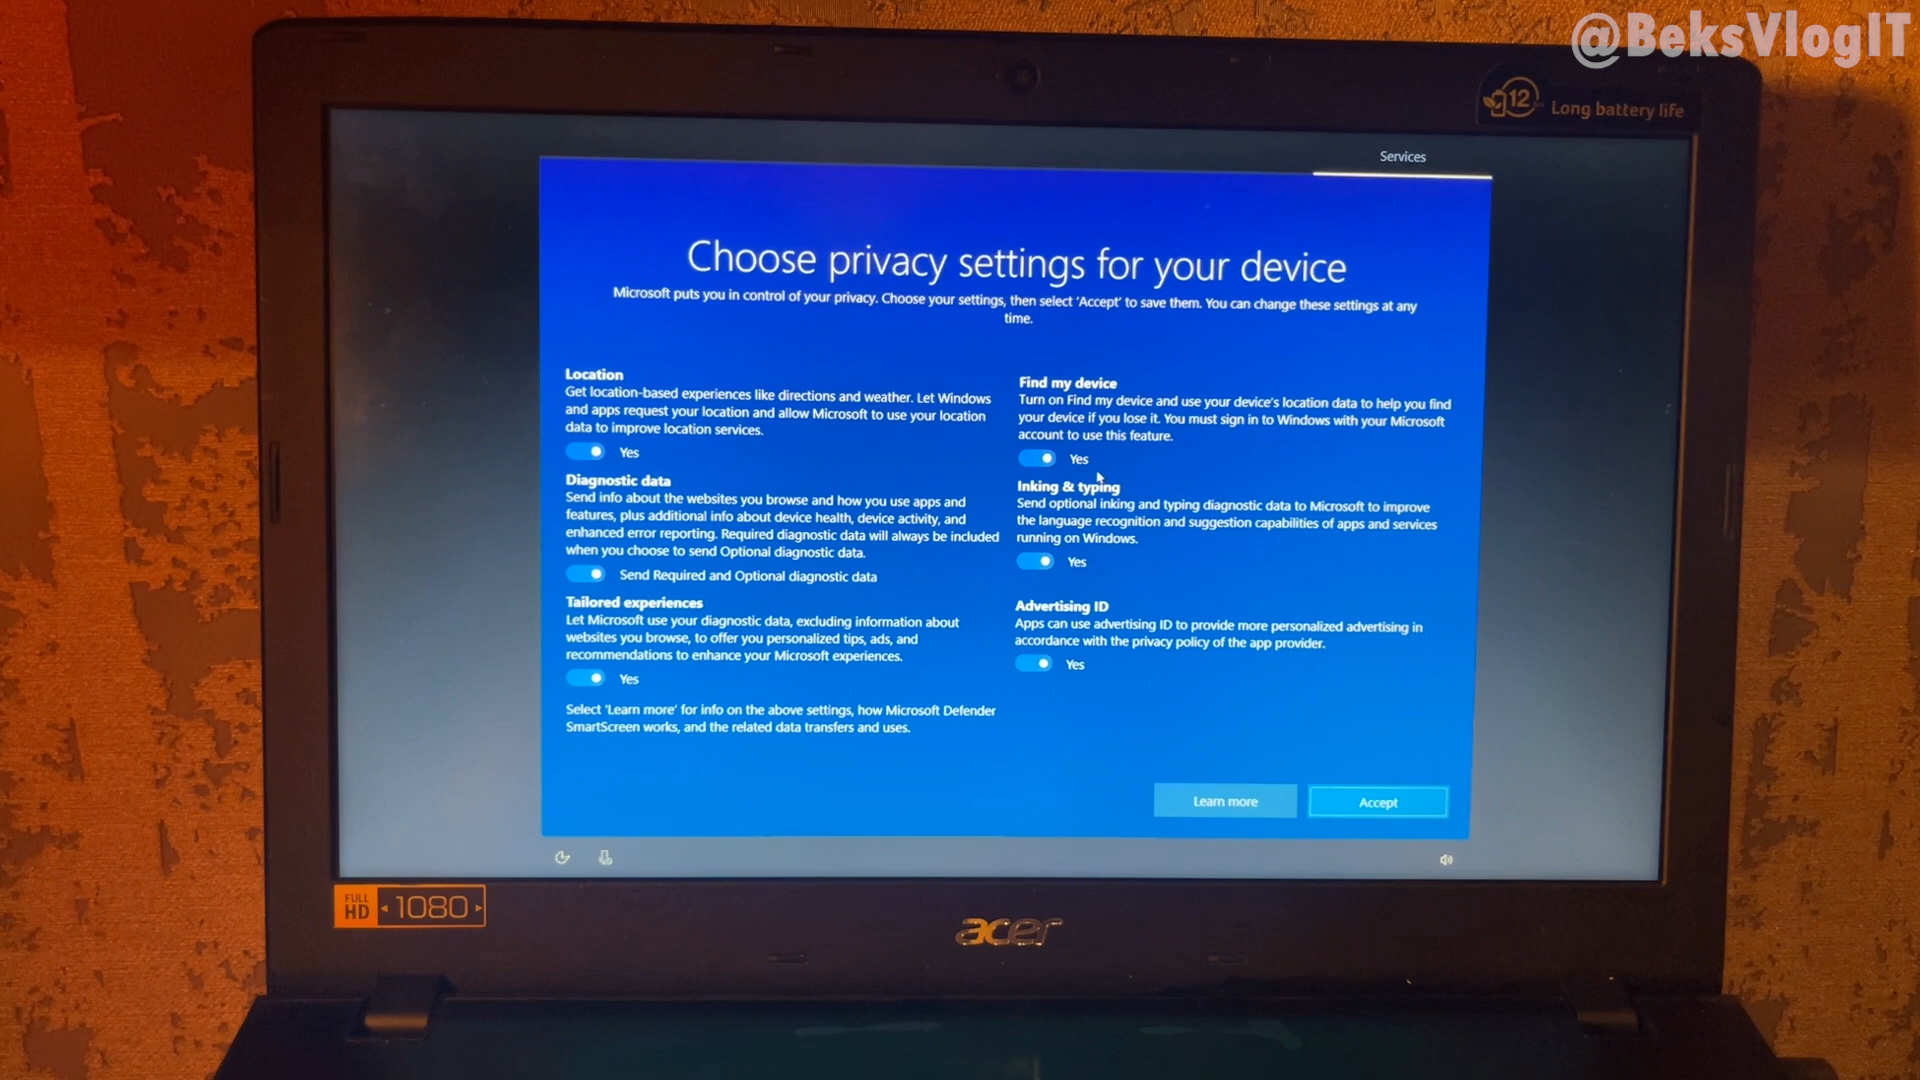 @BeksVlogIT
12
Long battery life
Services
Choose privacy settings for your device
Microsoft puts you in control of your privacy. Choose your settings, then select 'Accept' to save them. You can change these settings at any
time.
Location
Get location-based experiences like directions and weather. Let Windows
and apps request your location and allow Microsoft to use your location
data to improve location services.
Yes
Diagnostic data
Send info about the websites you browse and how you use apps and
features, plus additional info about device health, device activity, and
enhanced error reporting. Required diagnostic data will always be included
when you choose to send Optional diagnostic data.
Send Required and Optional diagnostic data
Tailored experiences
Let Microsoft use your diagnostic data, excluding information about
websites you browse, to offer you personalized tips, ads, and
recommendations to enhance your Microsoft experiences.
Yes
Select 'Learn more' for info on the above settings, how Microsoft Defender
SmartScreen works, and the related data transfers and uses.
Find my device
Turn on Find my device and use your device's location data to help you find
your device if you lose it. You must sign in to Windows with your Microsoft
account to use this feature.
Yes
Inking & typing
Send optional inking and typing diagnostic data to Microsoft to improve
the language recognition and suggestion capabilities of apps and services
running on Windows.
Yes
Advertising ID
Apps can use advertising ID to provide more personalized advertising in
accordance with the privacy policy of the app provider.
Yes
Learn more
Accept
FULL
HD
1080
acer